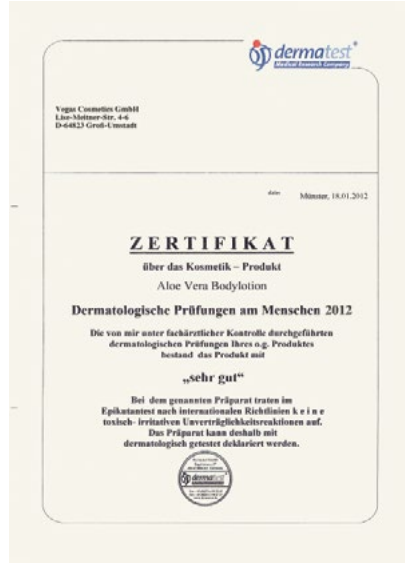 dermatest
Medical Research Company
Vegas Cosmetics GmbH
Lise-Meitner-Str. 4-6
D-64823 Groß-Umstadt
date:
Münster, 18.01.2012
ZERTIFIKAT
über das Kosmetik – Produkt
Aloe Vera Bodylotion
Dermatologische Prüfungen am Menschen 2012
Die von mir unter fachärztlicher Kontrolle durchgeführten
dermatologischen Prüfungen Ihres o.g. Produktes
bestand das Produkt mit
„sehr gut“
Bei dem genannten Präparat traten im
Epikutantest nach internationalen Richtlinien k e i n e
toxisch- irritativen Unverträglichkeitsreaktionen auf.
Das Präparat kann deshalb mit
dermatologisch getestet deklariert werden.
dermatest